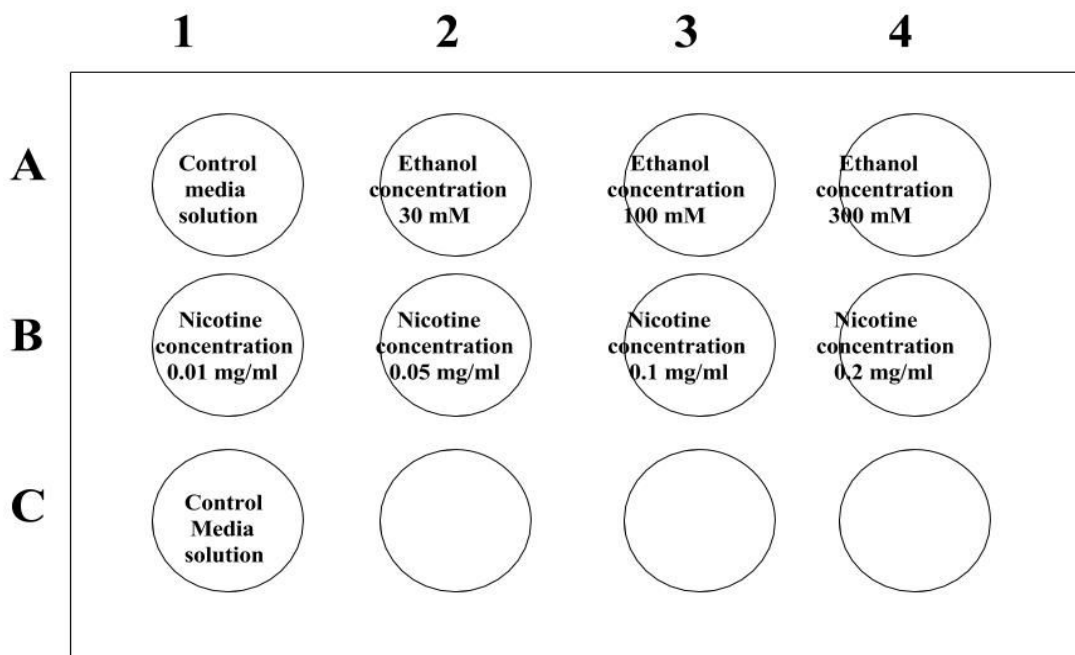 1 2 3 4
A
Control
media
solution
Ethanol
concentration
30 mM
Ethanol
concentration
100 mM
Ethanol
concentration
300 mM
B
Nicotine
concentration
0.01 mg/ml
Nicotine
concentration
0.05 mg/ml
Nicotine
concentration
0.1 mg/ml
Nicotine
concentration
0.2 mg/ml
C
Control
Media
solution